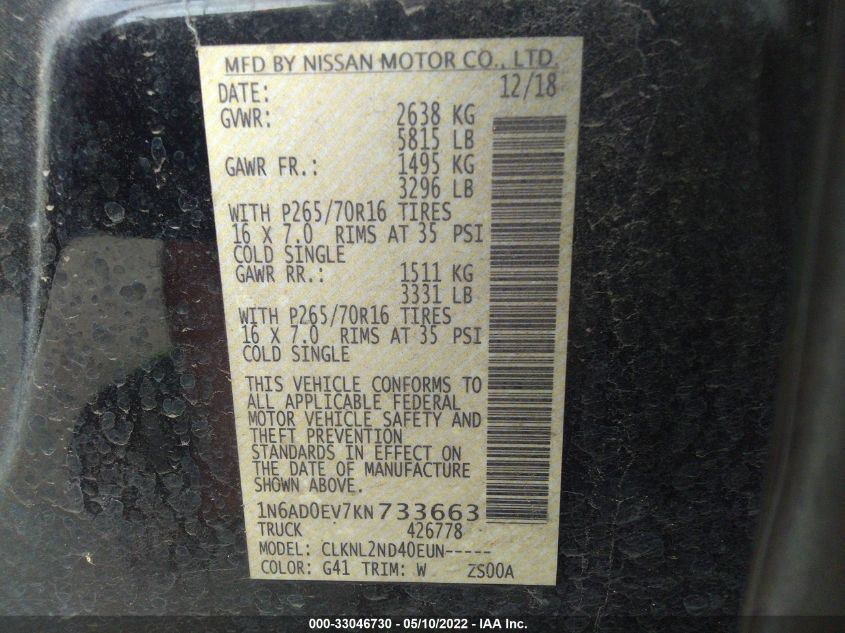 MFD BY NISSAN MOTOR CO., LTD.
DATE: 12/18
GVWR: 2638 KG
5815 LB
GAWR FR.: 1495 KG
3296 LB
WITH P265/70R16 TIRES
16 X 7.0 RIMS AT 35 PSI
COLD SINGLE
GAWR RR.: 1511 KG
3331 LB
WITH P265/70R16 TIRES
16 X 7.0 RIMS AT 35 PSI
COLD SINGLE
THIS VEHICLE CONFORMS TO
ALL APPLICABLE FEDERAL
MOTOR VEHICLE SAFETY AND
THEFT PREVENTION
STANDARDS IN EFFECT ON
THE DATE OF MANUFACTURE
SHOWN ABOVE.
1N6AD0EV7KN733663
TRUCK 426778
MODEL: CLKNL2ND40EUN-----
COLOR: G41 TRIM: W ZS00A
000-33046730 - 05/10/2022 - IAA Inc.